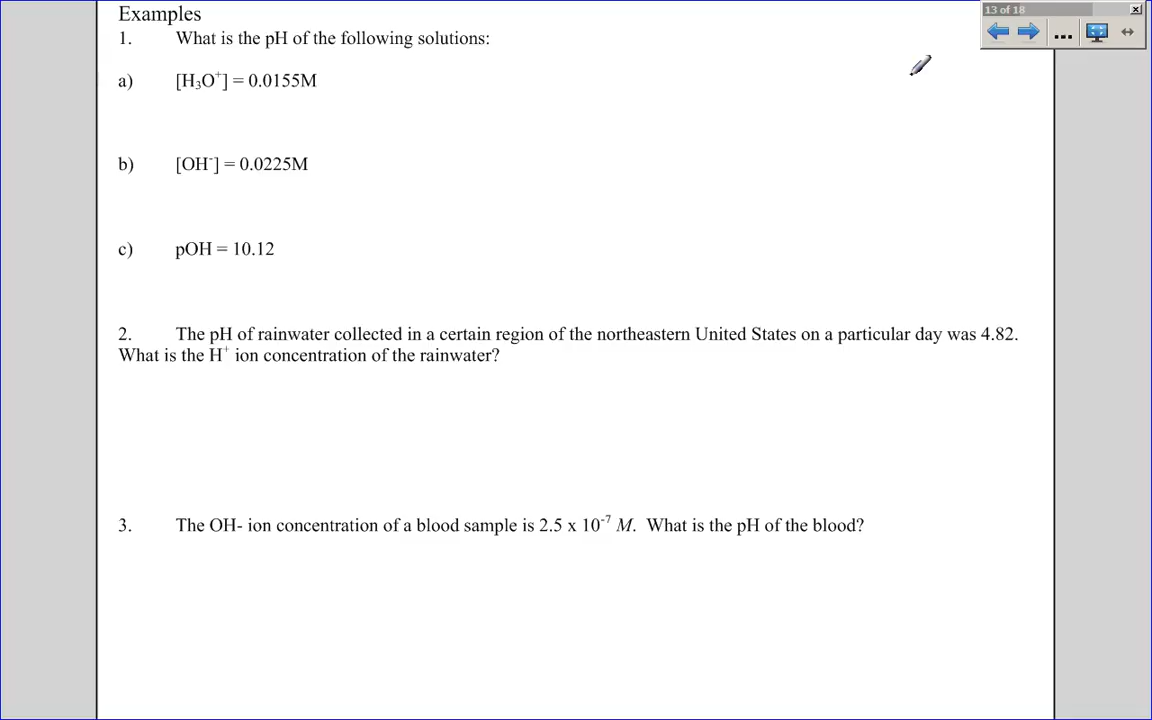 13 of 18
Examples
1. What is the pH of the following solutions:
a) [H₃O⁺] = 0.0155M
b) [OH⁻] = 0.0225M
c) pOH = 10.12
2. The pH of rainwater collected in a certain region of the northeastern United States on a particular day was 4.82.
What is the H⁺ ion concentration of the rainwater?
3. The OH- ion concentration of a blood sample is 2.5 x 10⁻⁷ M. What is the pH of the blood?